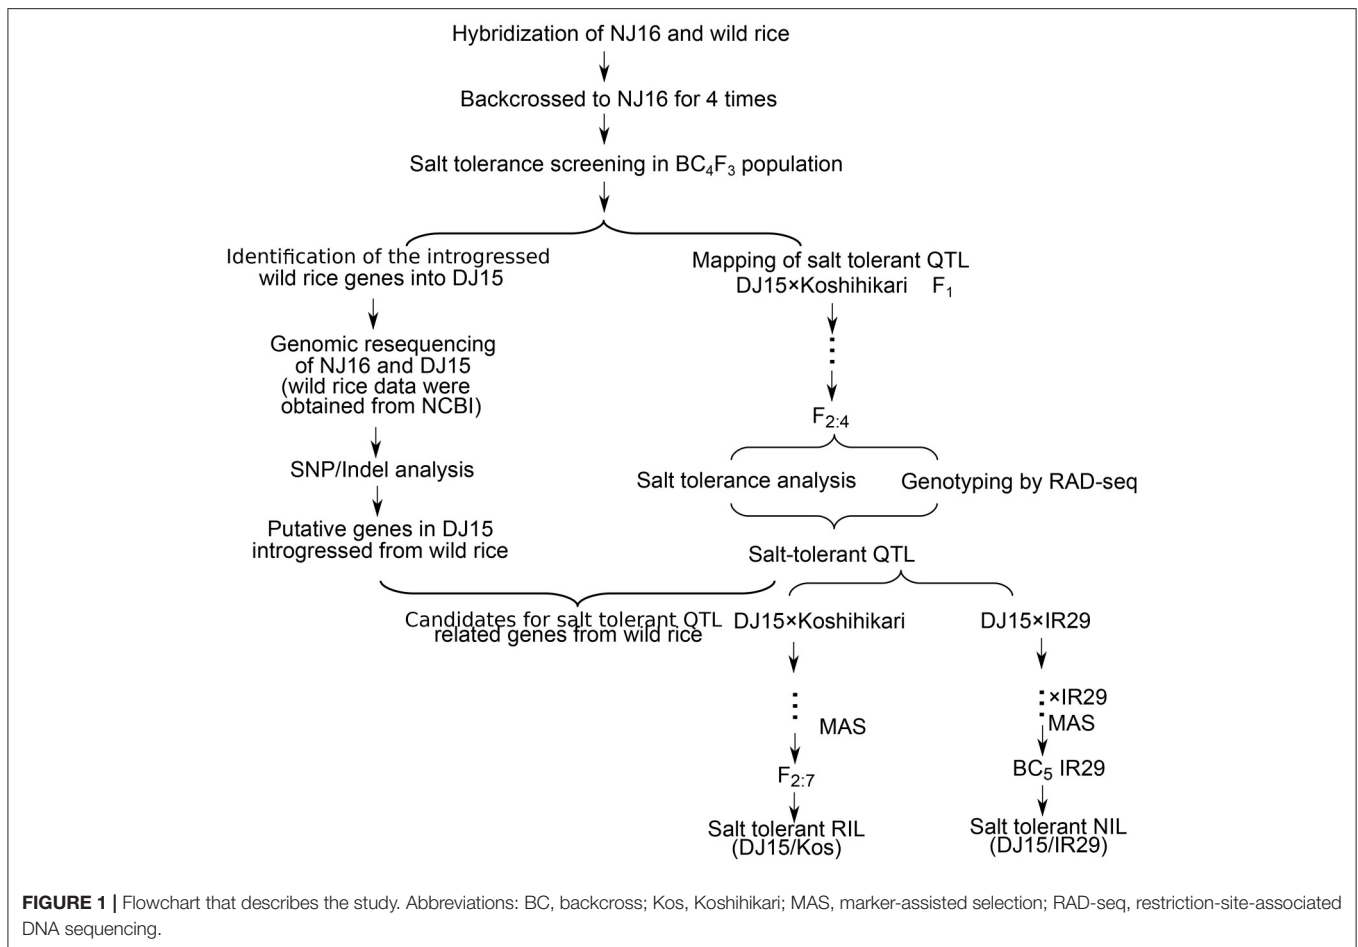 Hybridization of NJ16 and wild rice
Backcrossed to NJ16 for 4 times
Salt tolerance screening in BC₄F₃ population
Identification of the introgressed
wild rice genes into DJ15
Genomic resequencing
of NJ16 and DJ15
(wild rice data were
obtained from NCBI)
SNP/Indel analysis
Putative genes in DJ15
introgressed from wild rice
Mapping of salt tolerant QTL
DJ15×Koshihikari F₁
F₂:₄
Salt tolerance analysis
Genotyping by RAD-seq
Salt-tolerant QTL
Candidates for salt tolerant QTL
related genes from wild rice
DJ15×Koshihikari
MAS
F₂:₇
Salt tolerant RIL
(DJ15/Kos)
DJ15×IR29
×IR29
MAS
BC₅ IR29
Salt tolerant NIL
(DJ15/IR29)
FIGURE 1 | Flowchart that describes the study. Abbreviations: BC, backcross; Kos, Koshihikari; MAS, marker-assisted selection; RAD-seq, restriction-site-associated
DNA sequencing.